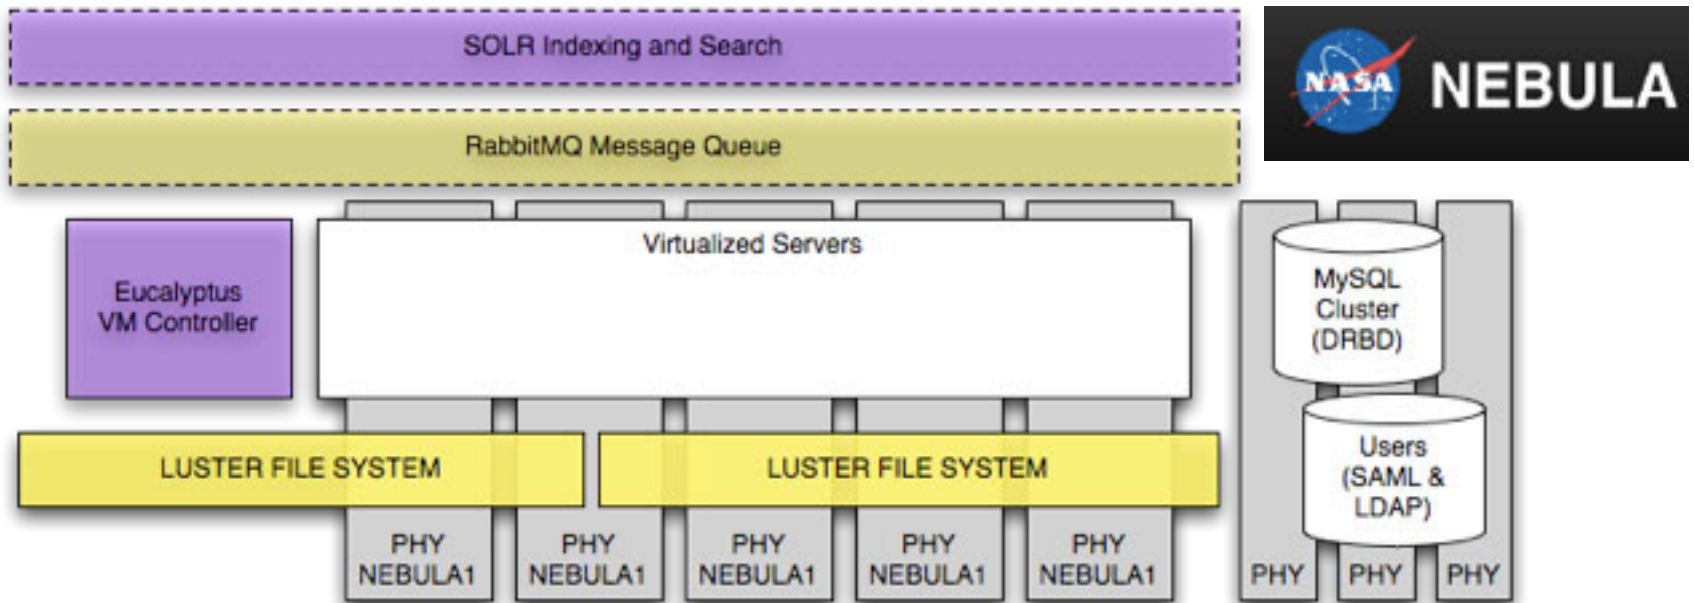 SOLR Indexing and Search
NASA
NEBULA
RabbitMQ Message Queue
Virtualized Servers
Eucalyptus
VM Controller
MySQL
Cluster
(DRBD)
LUSTER FILE SYSTEM
LUSTER FILE SYSTEM
Users
(SAML &
LDAP)
PHY
NEBULA1
PHY
NEBULA1
PHY
NEBULA1
PHY
NEBULA1
PHY
NEBULA1
PHY
PHY
PHY